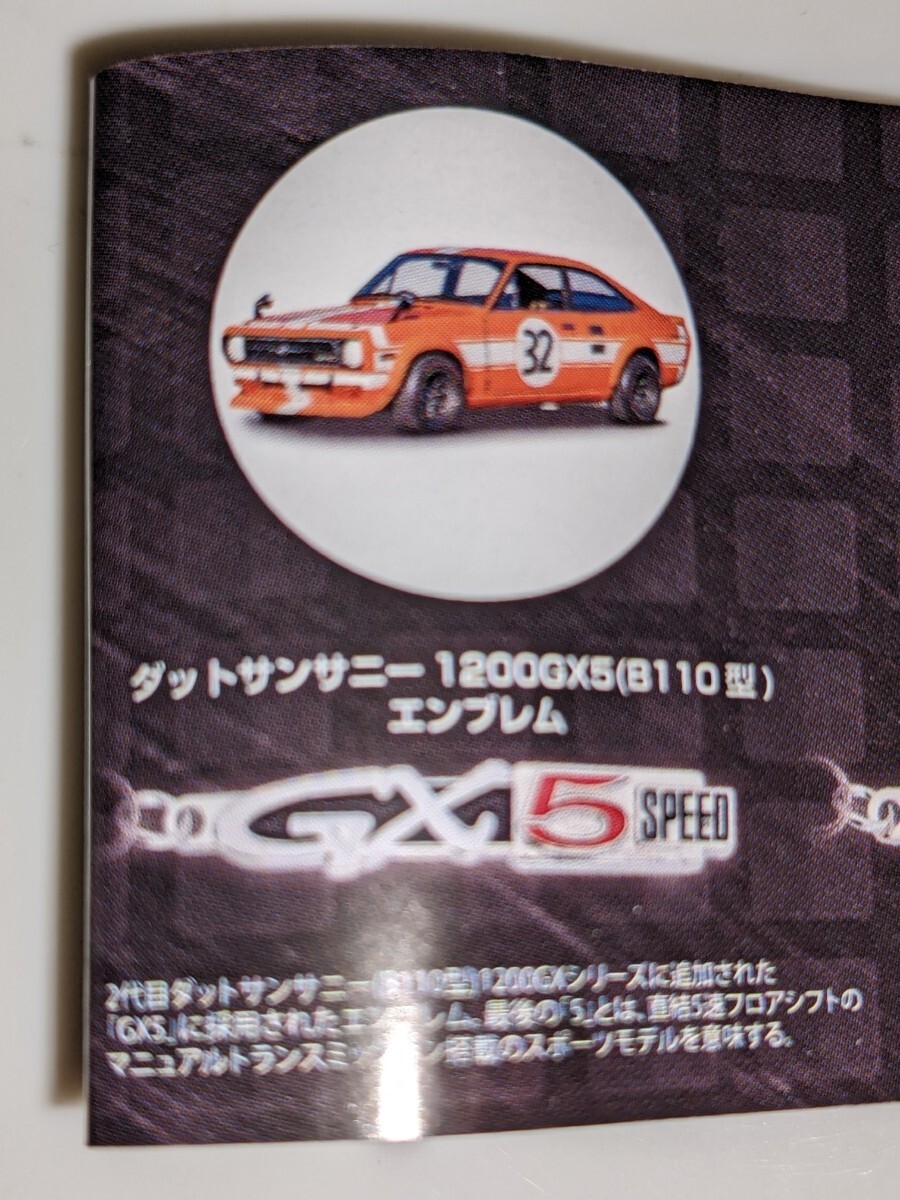 32
ダットサンサニー 1200GX5(B110型)
エンブレム
GX 5 SPEED
2代目ダットサンサニー(B110型)1200GXシリーズに追加された
「GX5」に採用されたエンブレム。最後の「5」とは、直結5速フロアシフトの
マニュアルトランスミッション搭載のスポーツモデルを意味する。